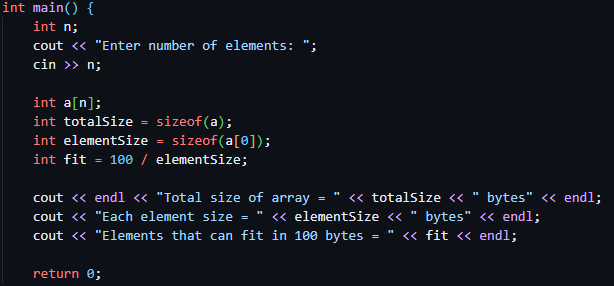 int main() {
int n;
cout << "Enter number of elements: ";
cin >> n;
int a[n];
int totalSize = sizeof(a);
int elementSize = sizeof(a[0]);
int fit = 100 / elementSize;
cout << endl << "Total size of array = " << totalSize << " bytes" << endl;
cout << "Each element size = " << elementSize << " bytes" << endl;
cout << "Elements that can fit in 100 bytes = " << fit << endl;
return 0;